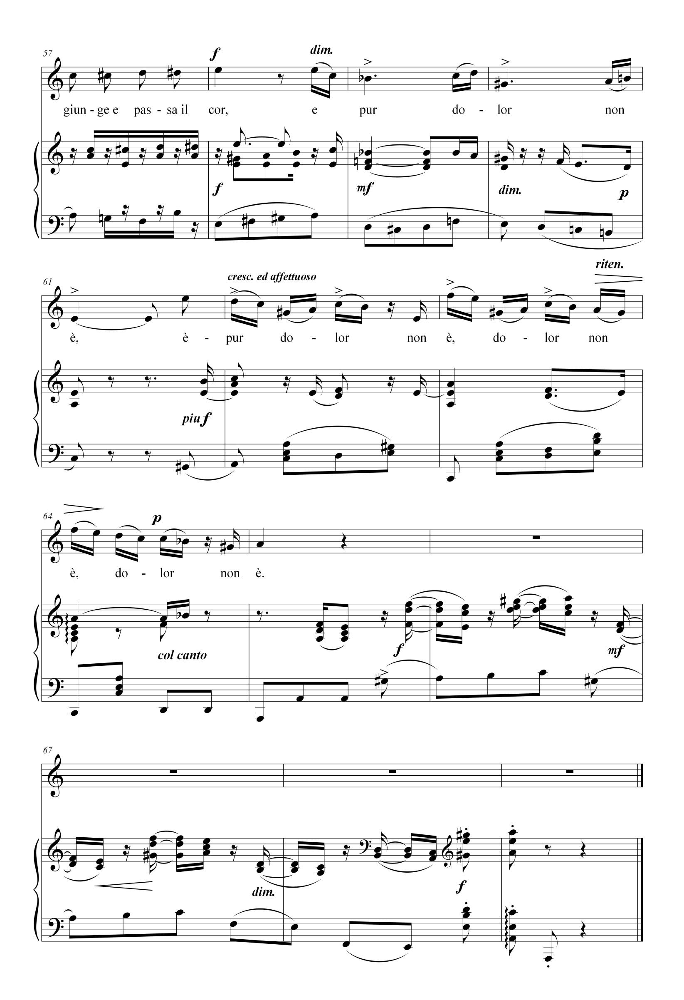 57
f
dim.
giun - ge e pas - sa il cor, e pur do - lor non
f
mf
dim.
p
riten.
61
cresc. ed affettuoso
è, è - pur do - lor non è, do - lor non
piu f
64
p
è, do - lor non è.
col canto
f
mf
67
dim.
f